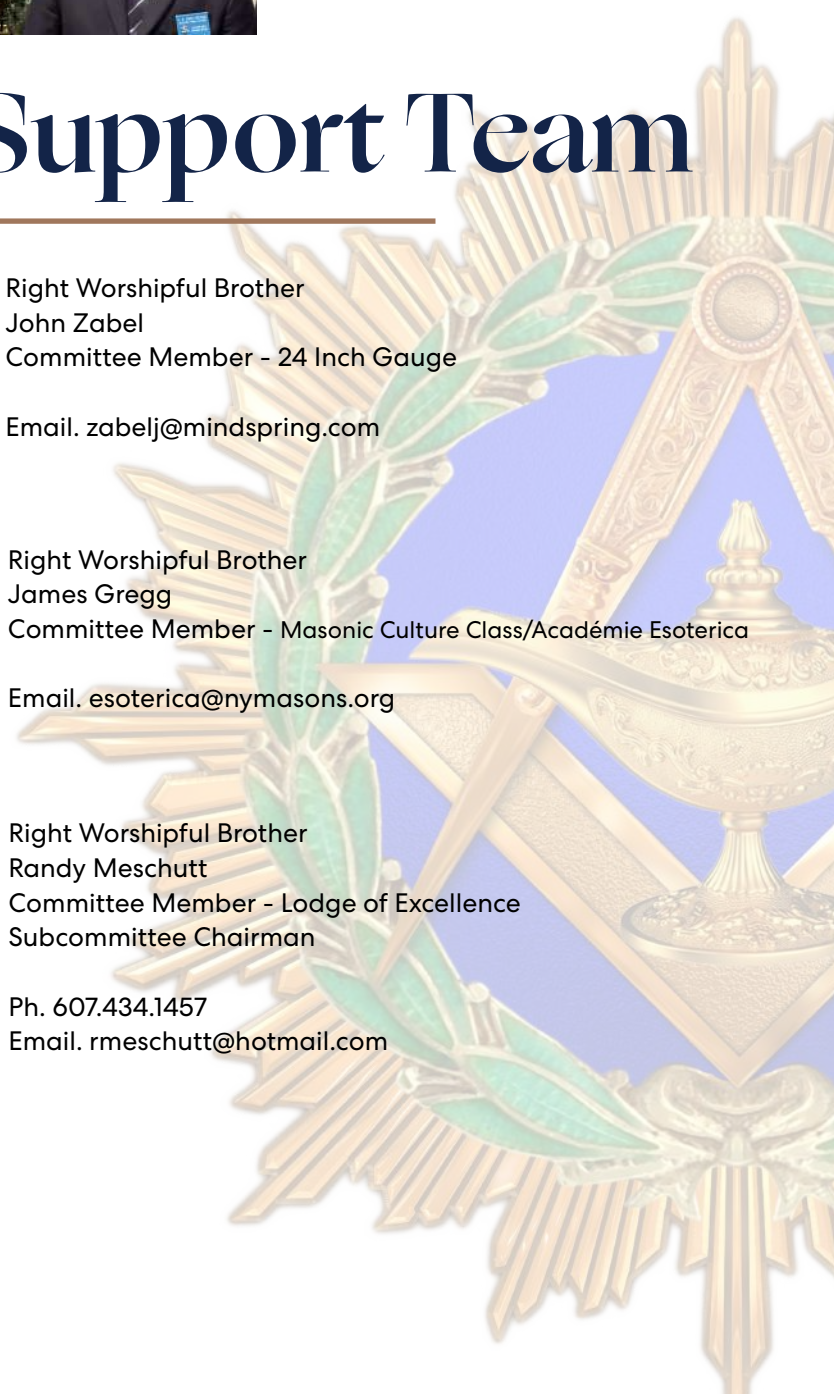 Support Team
Right Worshipful Brother
John Zabel
Committee Member - 24 Inch Gauge
Email. zabelj@mindspring.com
Right Worshipful Brother
James Gregg
Committee Member - Masonic Culture Class/Académie Esoterica
Email. esoterica@nymasons.org
Right Worshipful Brother
Randy Meschutt
Committee Member - Lodge of Excellence
Subcommittee Chairman
Ph. 607.434.1457
Email. rmeschutt@hotmail.com